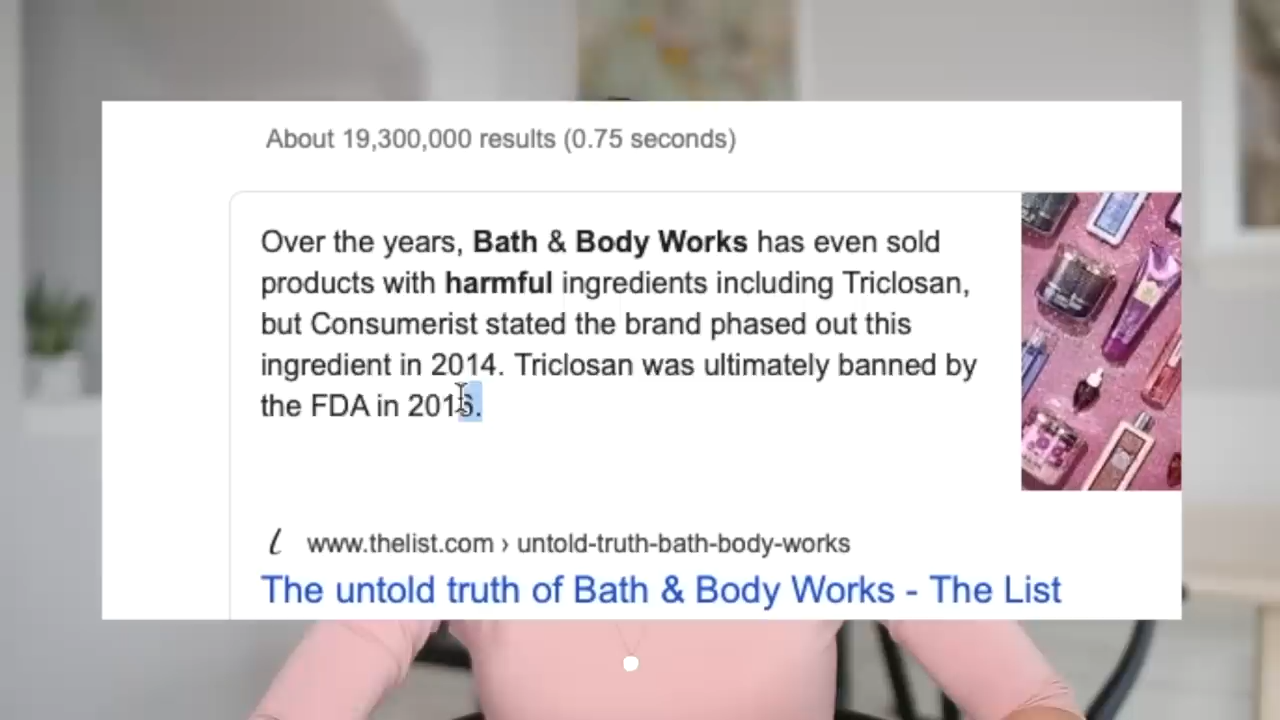 About 19,300,000 results (0.75 seconds)
Over the years, Bath & Body Works has even sold
products with harmful ingredients including Triclosan,
but Consumerist stated the brand phased out this
ingredient in 2014. Triclosan was ultimately banned by
the FDA in 2016.
www.thelist.com › untold-truth-bath-body-works
The untold truth of Bath & Body Works - The List